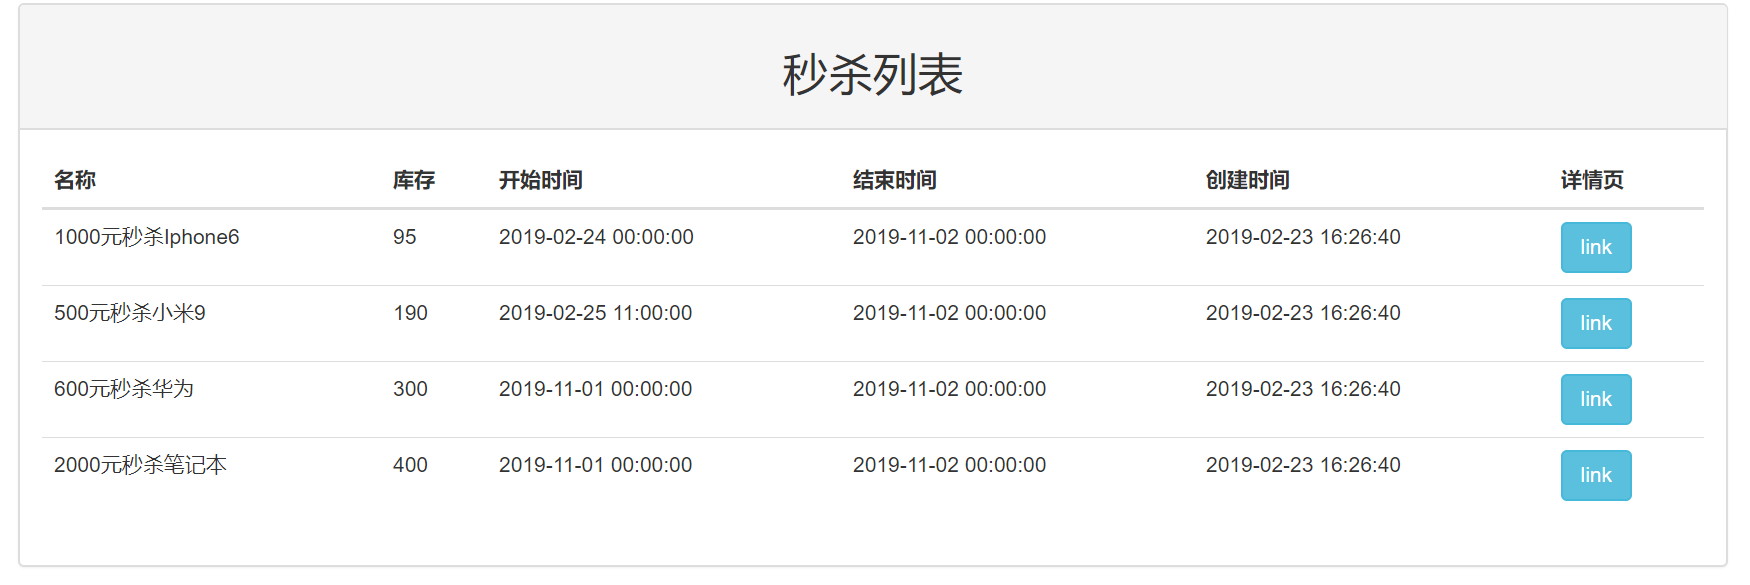 秒杀列表
名称 库存 开始时间 结束时间 创建时间 详情页
1000元秒杀Iphone6 95 2019-02-24 00:00:00 2019-11-02 00:00:00 2019-02-23 16:26:40 link
500元秒杀小米9 190 2019-02-25 11:00:00 2019-11-02 00:00:00 2019-02-23 16:26:40 link
600元秒杀华为 300 2019-11-01 00:00:00 2019-11-02 00:00:00 2019-02-23 16:26:40 link
2000元秒杀笔记本 400 2019-11-01 00:00:00 2019-11-02 00:00:00 2019-02-23 16:26:40 link